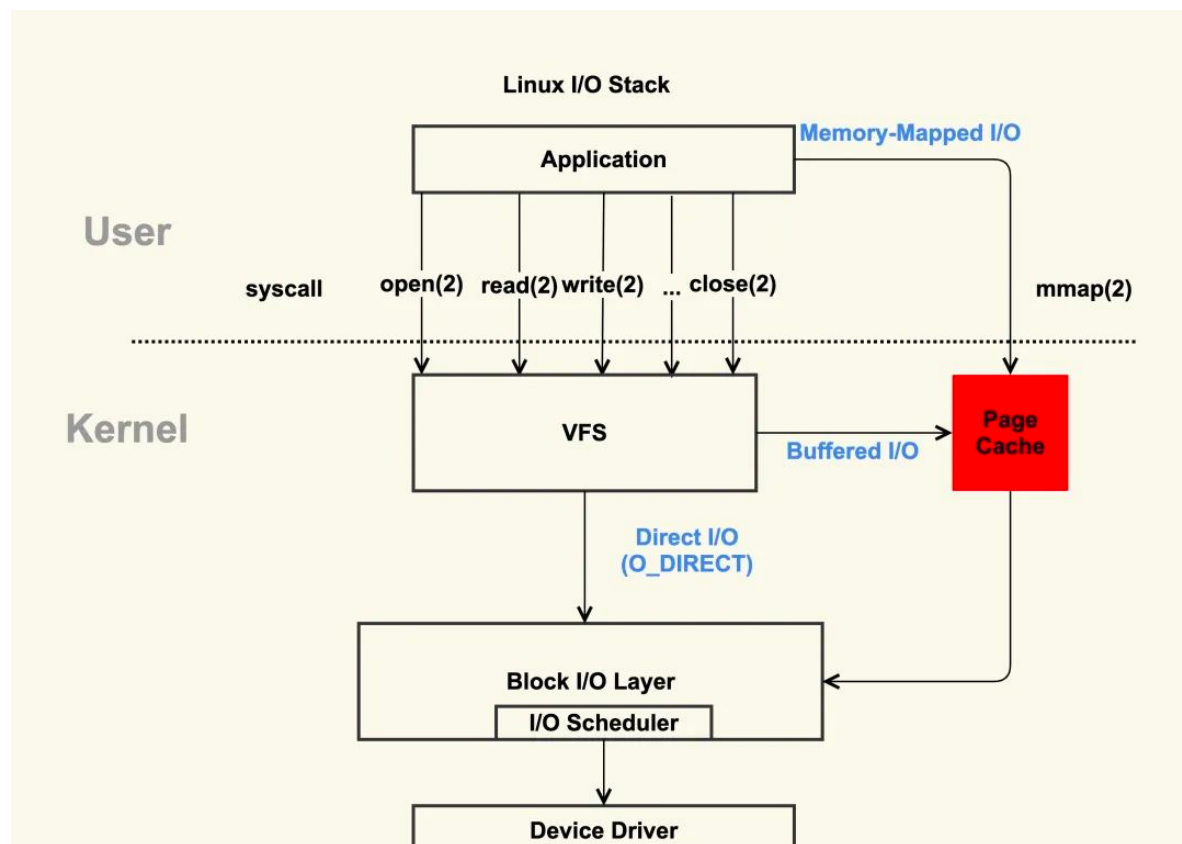 Linux I/O Stack
Memory-Mapped I/O
Application
User
syscall
open(2)
read(2)
write(2)
...
close(2)
mmap(2)
Kernel
VFS
Buffered I/O
Page
Cache
Direct I/O
(O_DIRECT)
Block I/O Layer
I/O Scheduler
Device Driver